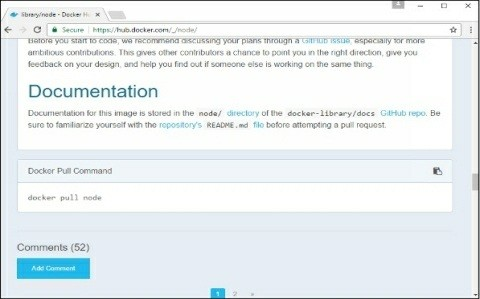 library/node - Docker H
Secure https://hub.docker.com/_/node/
Before you start to code, we recommend discussing your plans through a GitHub issue, especially for more
ambitious contributions. This gives other contributors a chance to point you in the right direction, give you
feedback on your design, and help you find out if someone else is working on the same thing.
Documentation
Documentation for this image is stored in the node/ directory of the docker-library/docs GitHub repo. Be
sure to familiarize yourself with the repository's README.md file before attempting a pull request.
Docker Pull Command
docker pull node
Comments (52)
Add Comment
1 2 »